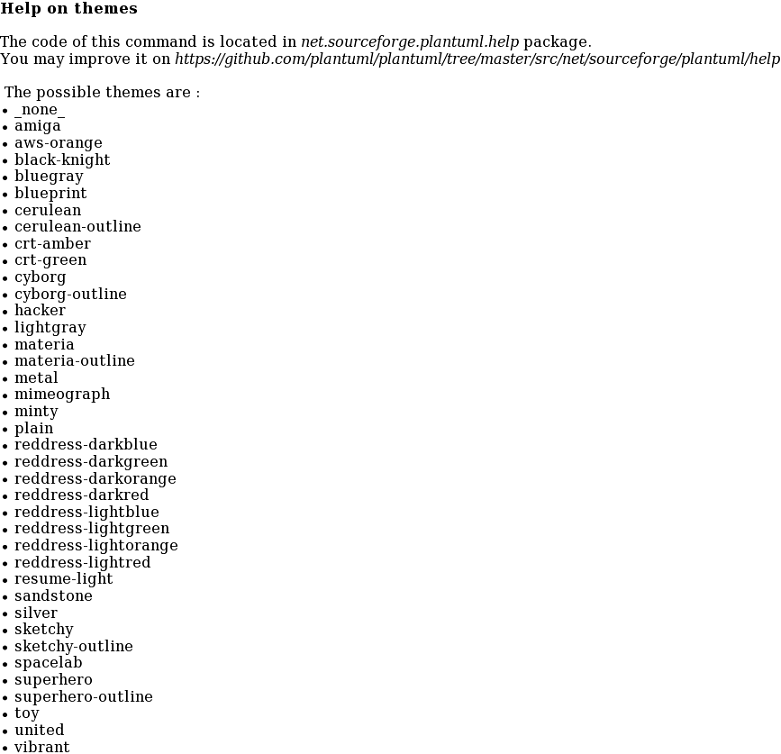 Help on themes
The code of this command is located in net.sourceforge.plantuml.help package.
You may improve it on https://github.com/plantuml/plantuml/tree/master/src/net/sourceforge/plantuml/help
The possible themes are :
• _none_
• amiga
• aws-orange
• black-knight
• bluegray
• blueprint
• cerulean
• cerulean-outline
• crt-amber
• crt-green
• cyborg
• cyborg-outline
• hacker
• lightgray
• materia
• materia-outline
• metal
• mimeograph
• minty
• plain
• reddress-darkblue
• reddress-darkgreen
• reddress-darkorange
• reddress-darkred
• reddress-lightblue
• reddress-lightgreen
• reddress-lightorange
• reddress-lightred
• resume-light
• sandstone
• silver
• sketchy
• sketchy-outline
• spacelab
• superhero
• superhero-outline
• toy
• united
• vibrant